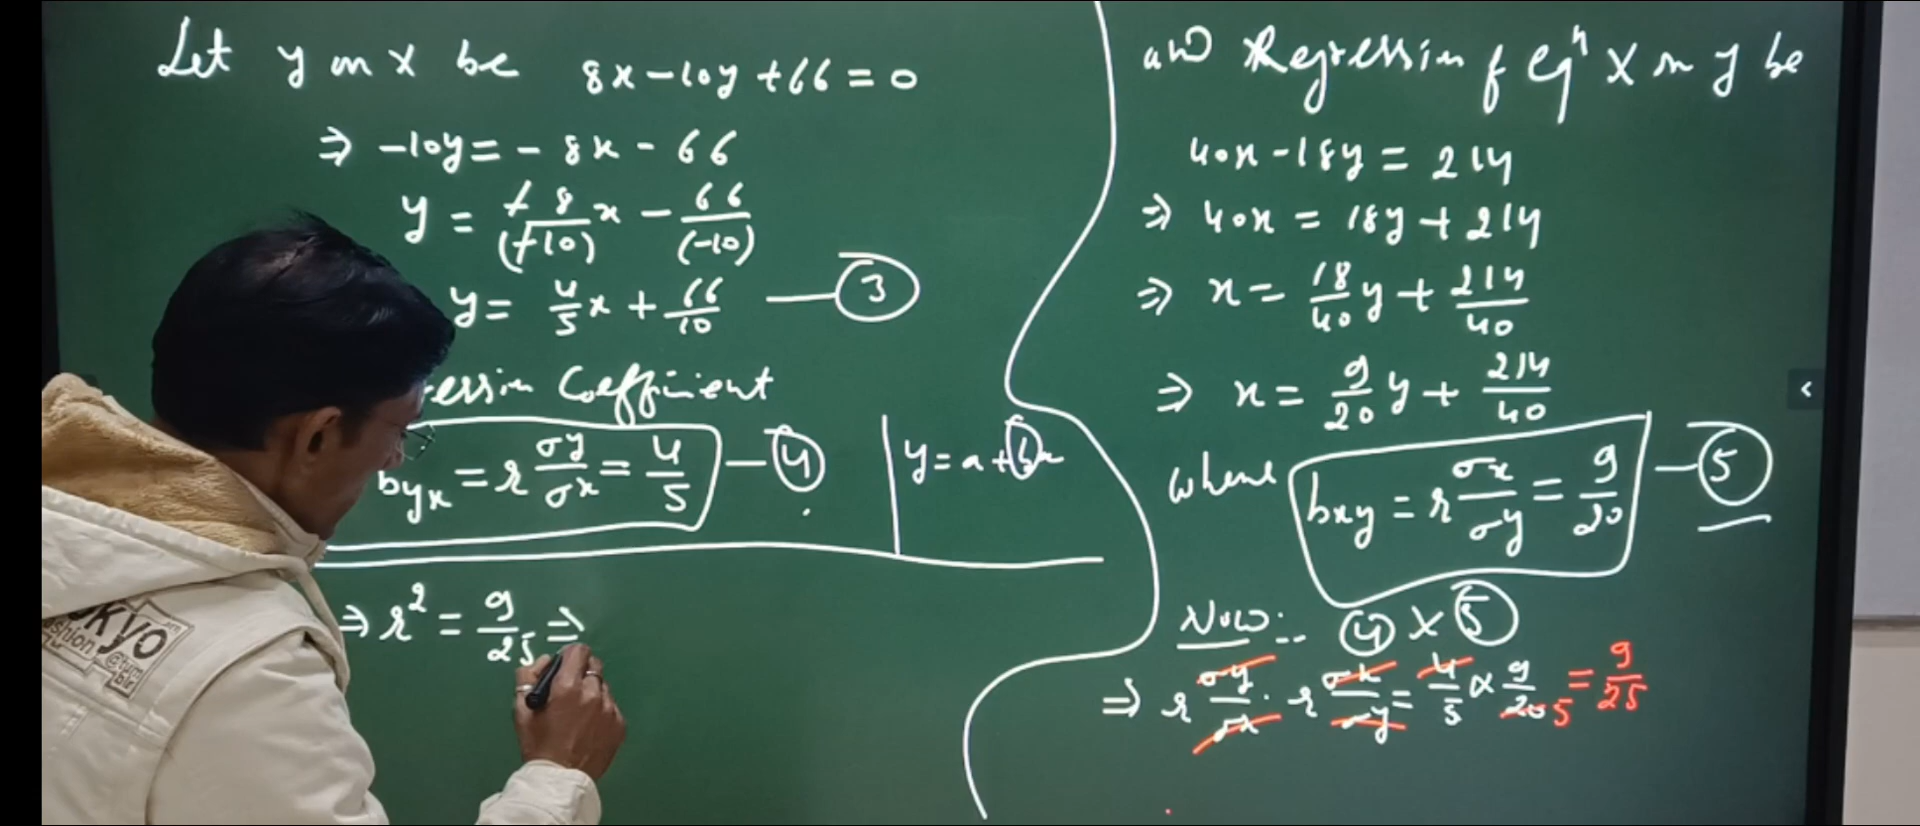 Let y on x be 8x-10y+66=0
⇒ -10y = - 8x - 66
y = -8/(-10) x - 66/(-10)
y = 4/5 x + 66/10 — 3
Coefficient
byx = r σy/σx = 4/5 — 4
y = a + bx
⇒ r² = 9/25 ⇒
and Regression of Eqn X on y be
40x-18y = 214
⇒ 40x = 18y + 214
⇒ x = 18/40 y + 214/40
⇒ x = 9/20 y + 214/40
where bxy = r σx/σy = 9/20 — 5
Now:- 4 × 5
⇒ r σy/σx · r σx/σy = 4/5 × 9/20 5 = 9/25
OKYO